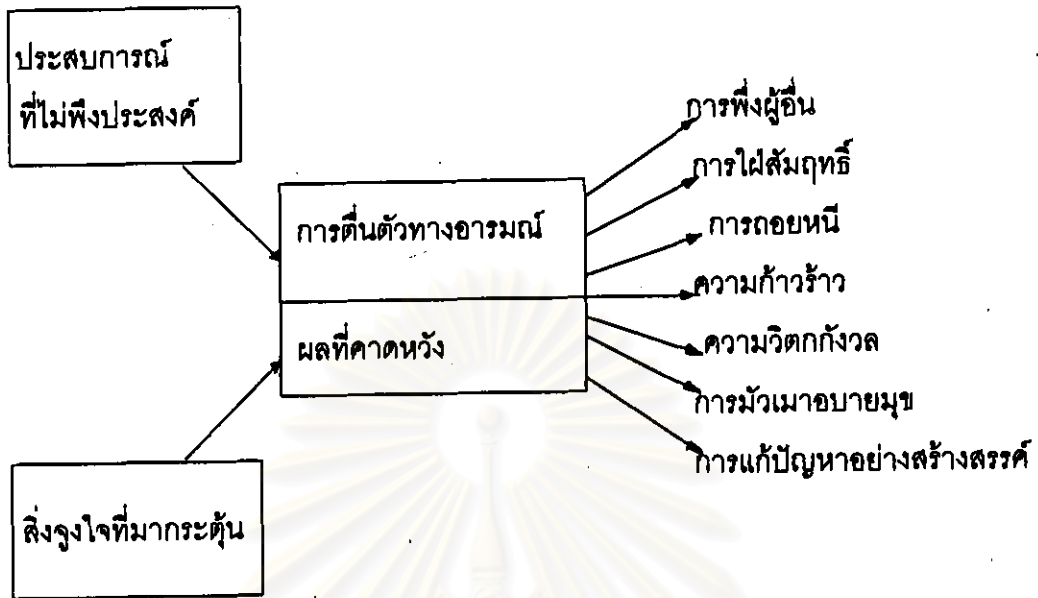 ประสบการณ์
ที่ไม่พึงประสงค์
การตื่นตัวทางอารมณ์
ผลที่คาดหวัง
สิ่งจูงใจที่มากระตุ้น
การพึ่งผู้อื่น
การใฝ่สัมฤทธิ์
การถอยหนี
ความก้าวร้าว
ความวิตกกังวล
การมัวเมาอบายมุข
การแก้ปัญหาอย่างสร้างสรรค์